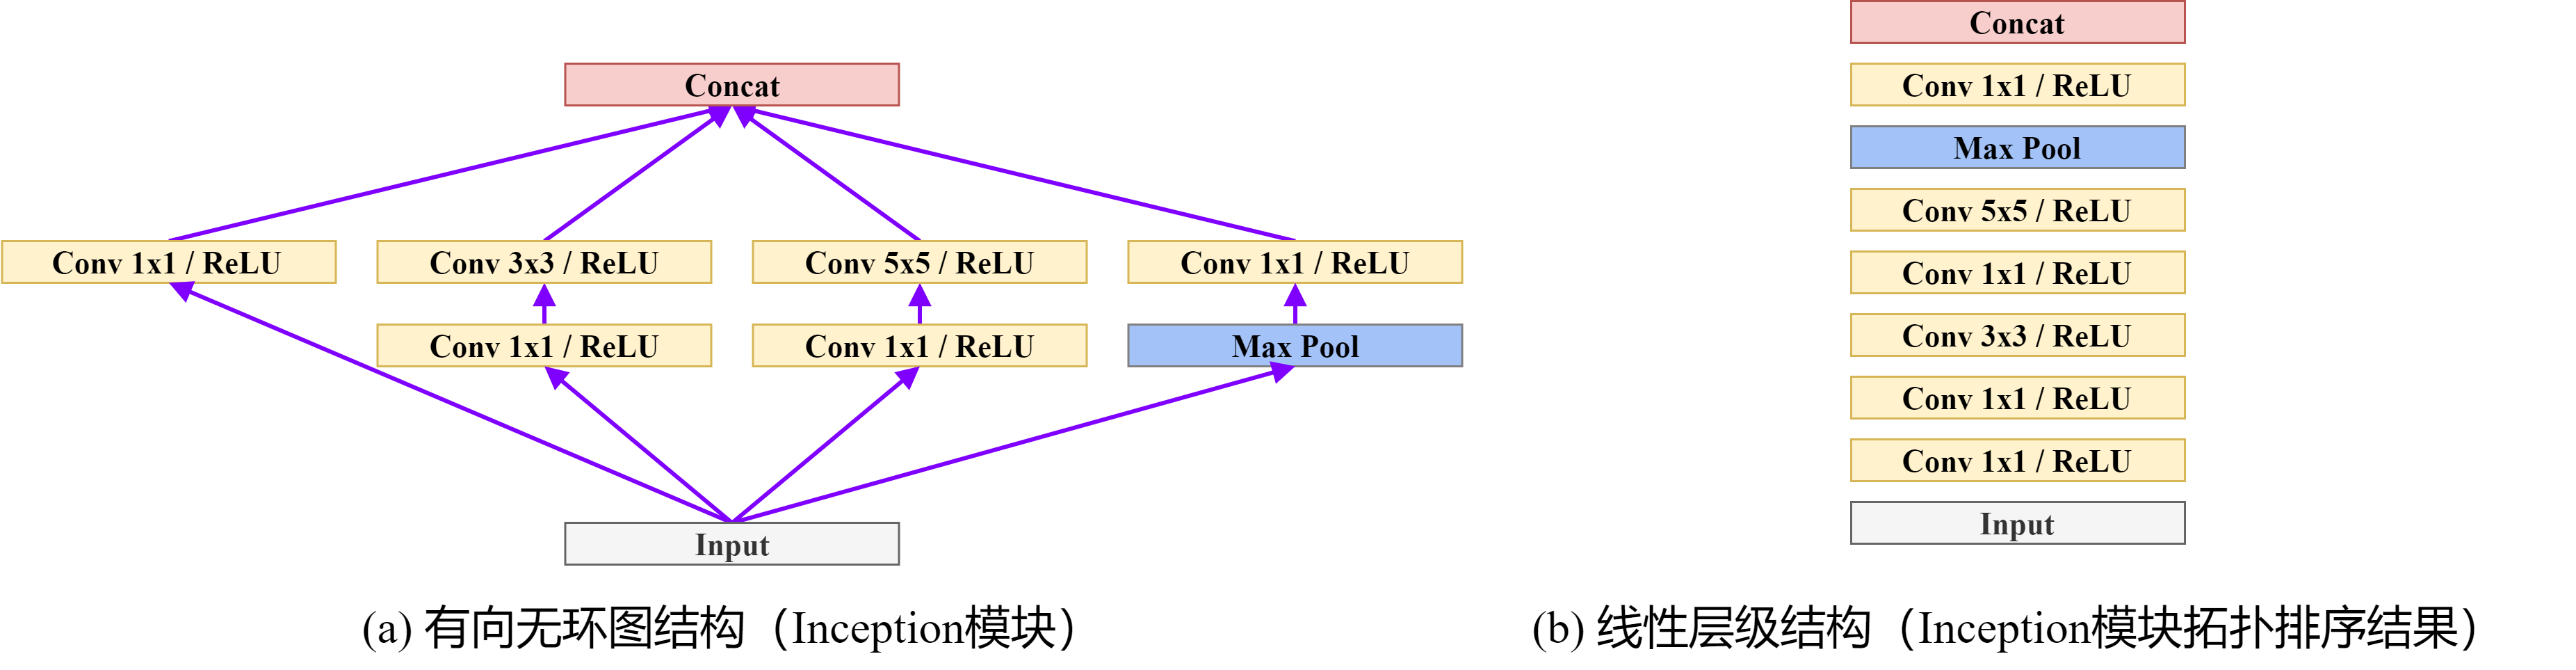 Concat
Conv 1x1 / ReLU
Conv 3x3 / ReLU
Conv 5x5 / ReLU
Conv 1x1 / ReLU
Conv 1x1 / ReLU
Conv 1x1 / ReLU
Max Pool
Input
(a) 有向无环图结构（Inception模块）
Concat
Conv 1x1 / ReLU
Max Pool
Conv 5x5 / ReLU
Conv 1x1 / ReLU
Conv 3x3 / ReLU
Conv 1x1 / ReLU
Conv 1x1 / ReLU
Input
(b) 线性层级结构（Inception模块拓扑排序结果）